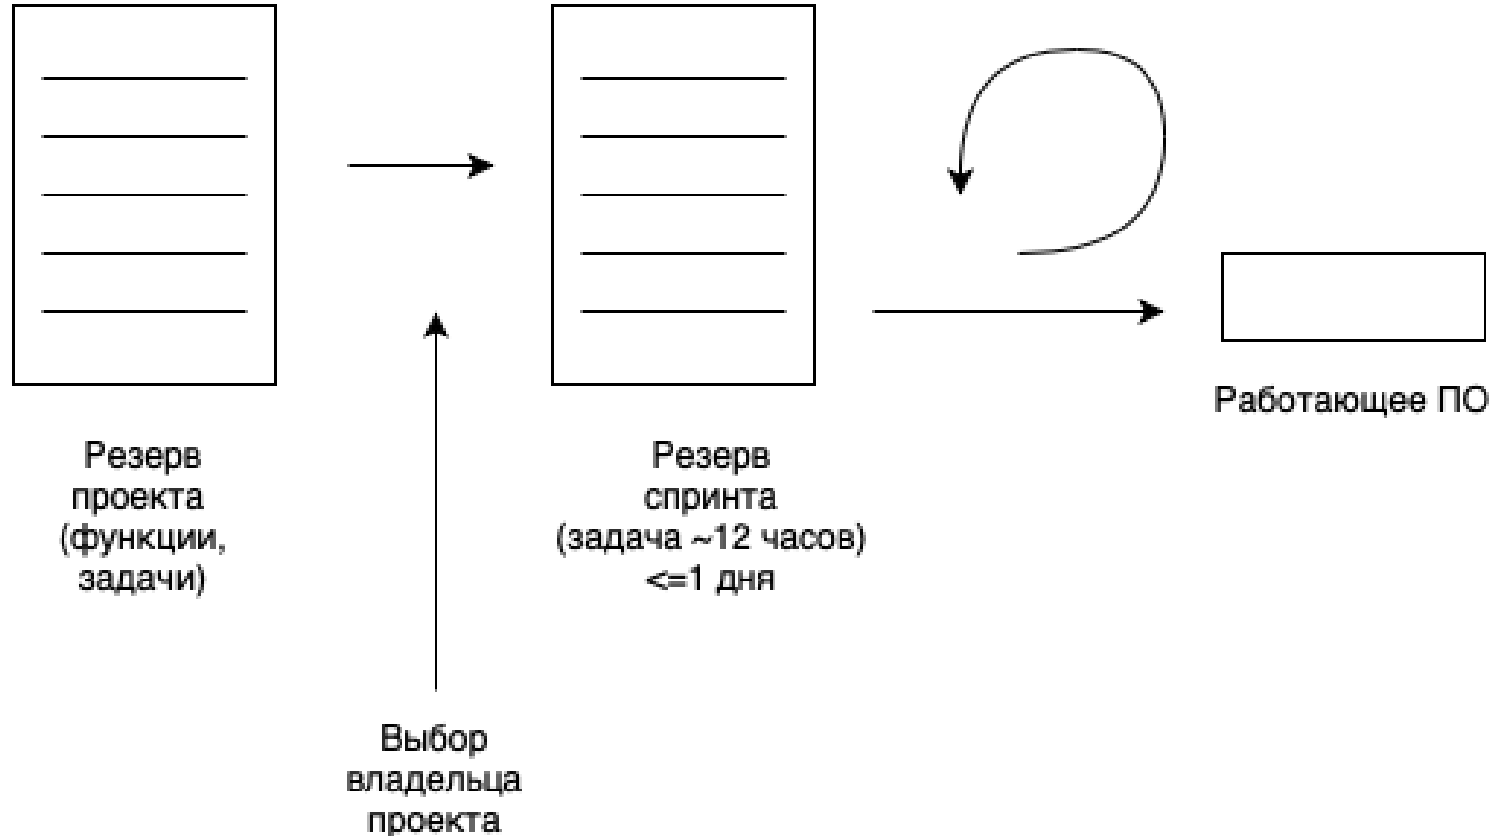 Работающее ПО
Резерв
проекта
(функции,
задачи)
Резерв
спринта
(задача ~12 часов)
<=1 дня
Выбор
владельца
проекта